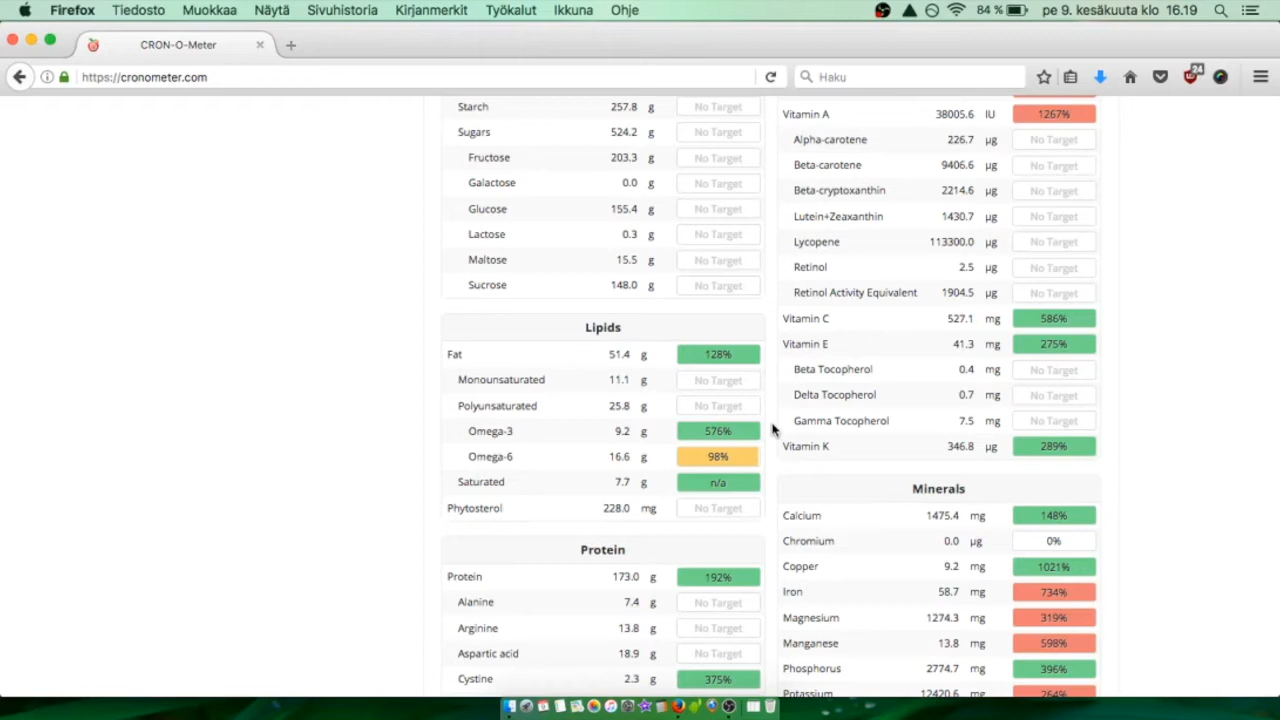 Firefox Tiedosto Muokkaa Näytä Sivuhistoria Kirjanmerkit Työkalut Ikkuna Ohje 84 % pe 9. kesäkuuta klo 16.19
CRON-O-Meter
https://cronometer.com Haku 24
Starch 257.8 g No Target
Sugars 524.2 g No Target
Fructose 203.3 g No Target
Galactose 0.0 g No Target
Glucose 155.4 g No Target
Lactose 0.3 g No Target
Maltose 15.5 g No Target
Sucrose 148.0 g No Target
Lipids
Fat 51.4 g 128%
Monounsaturated 11.1 g No Target
Polyunsaturated 25.8 g No Target
Omega-3 9.2 g 576%
Omega-6 16.6 g 98%
Saturated 7.7 g n/a
Phytosterol 228.0 mg No Target
Protein
Protein 173.0 g 192%
Alanine 7.4 g No Target
Arginine 13.8 g No Target
Aspartic acid 18.9 g No Target
Cystine 2.3 g 375%
Vitamin A 38005.6 IU 1267%
Alpha-carotene 226.7 µg No Target
Beta-carotene 9406.6 µg No Target
Beta-cryptoxanthin 2214.6 µg No Target
Lutein+Zeaxanthin 1430.7 µg No Target
Lycopene 113300.0 µg No Target
Retinol 2.5 µg No Target
Retinol Activity Equivalent 1904.5 µg No Target
Vitamin C 527.1 mg 586%
Vitamin E 41.3 mg 275%
Beta Tocopherol 0.4 mg No Target
Delta Tocopherol 0.7 mg No Target
Gamma Tocopherol 7.5 mg No Target
Vitamin K 346.8 µg 289%
Minerals
Calcium 1475.4 mg 148%
Chromium 0.0 µg 0%
Copper 9.2 mg 1021%
Iron 58.7 mg 734%
Magnesium 1274.3 mg 319%
Manganese 13.8 mg 598%
Phosphorus 2774.7 mg 396%
Potassium 12420.6 mg 264%